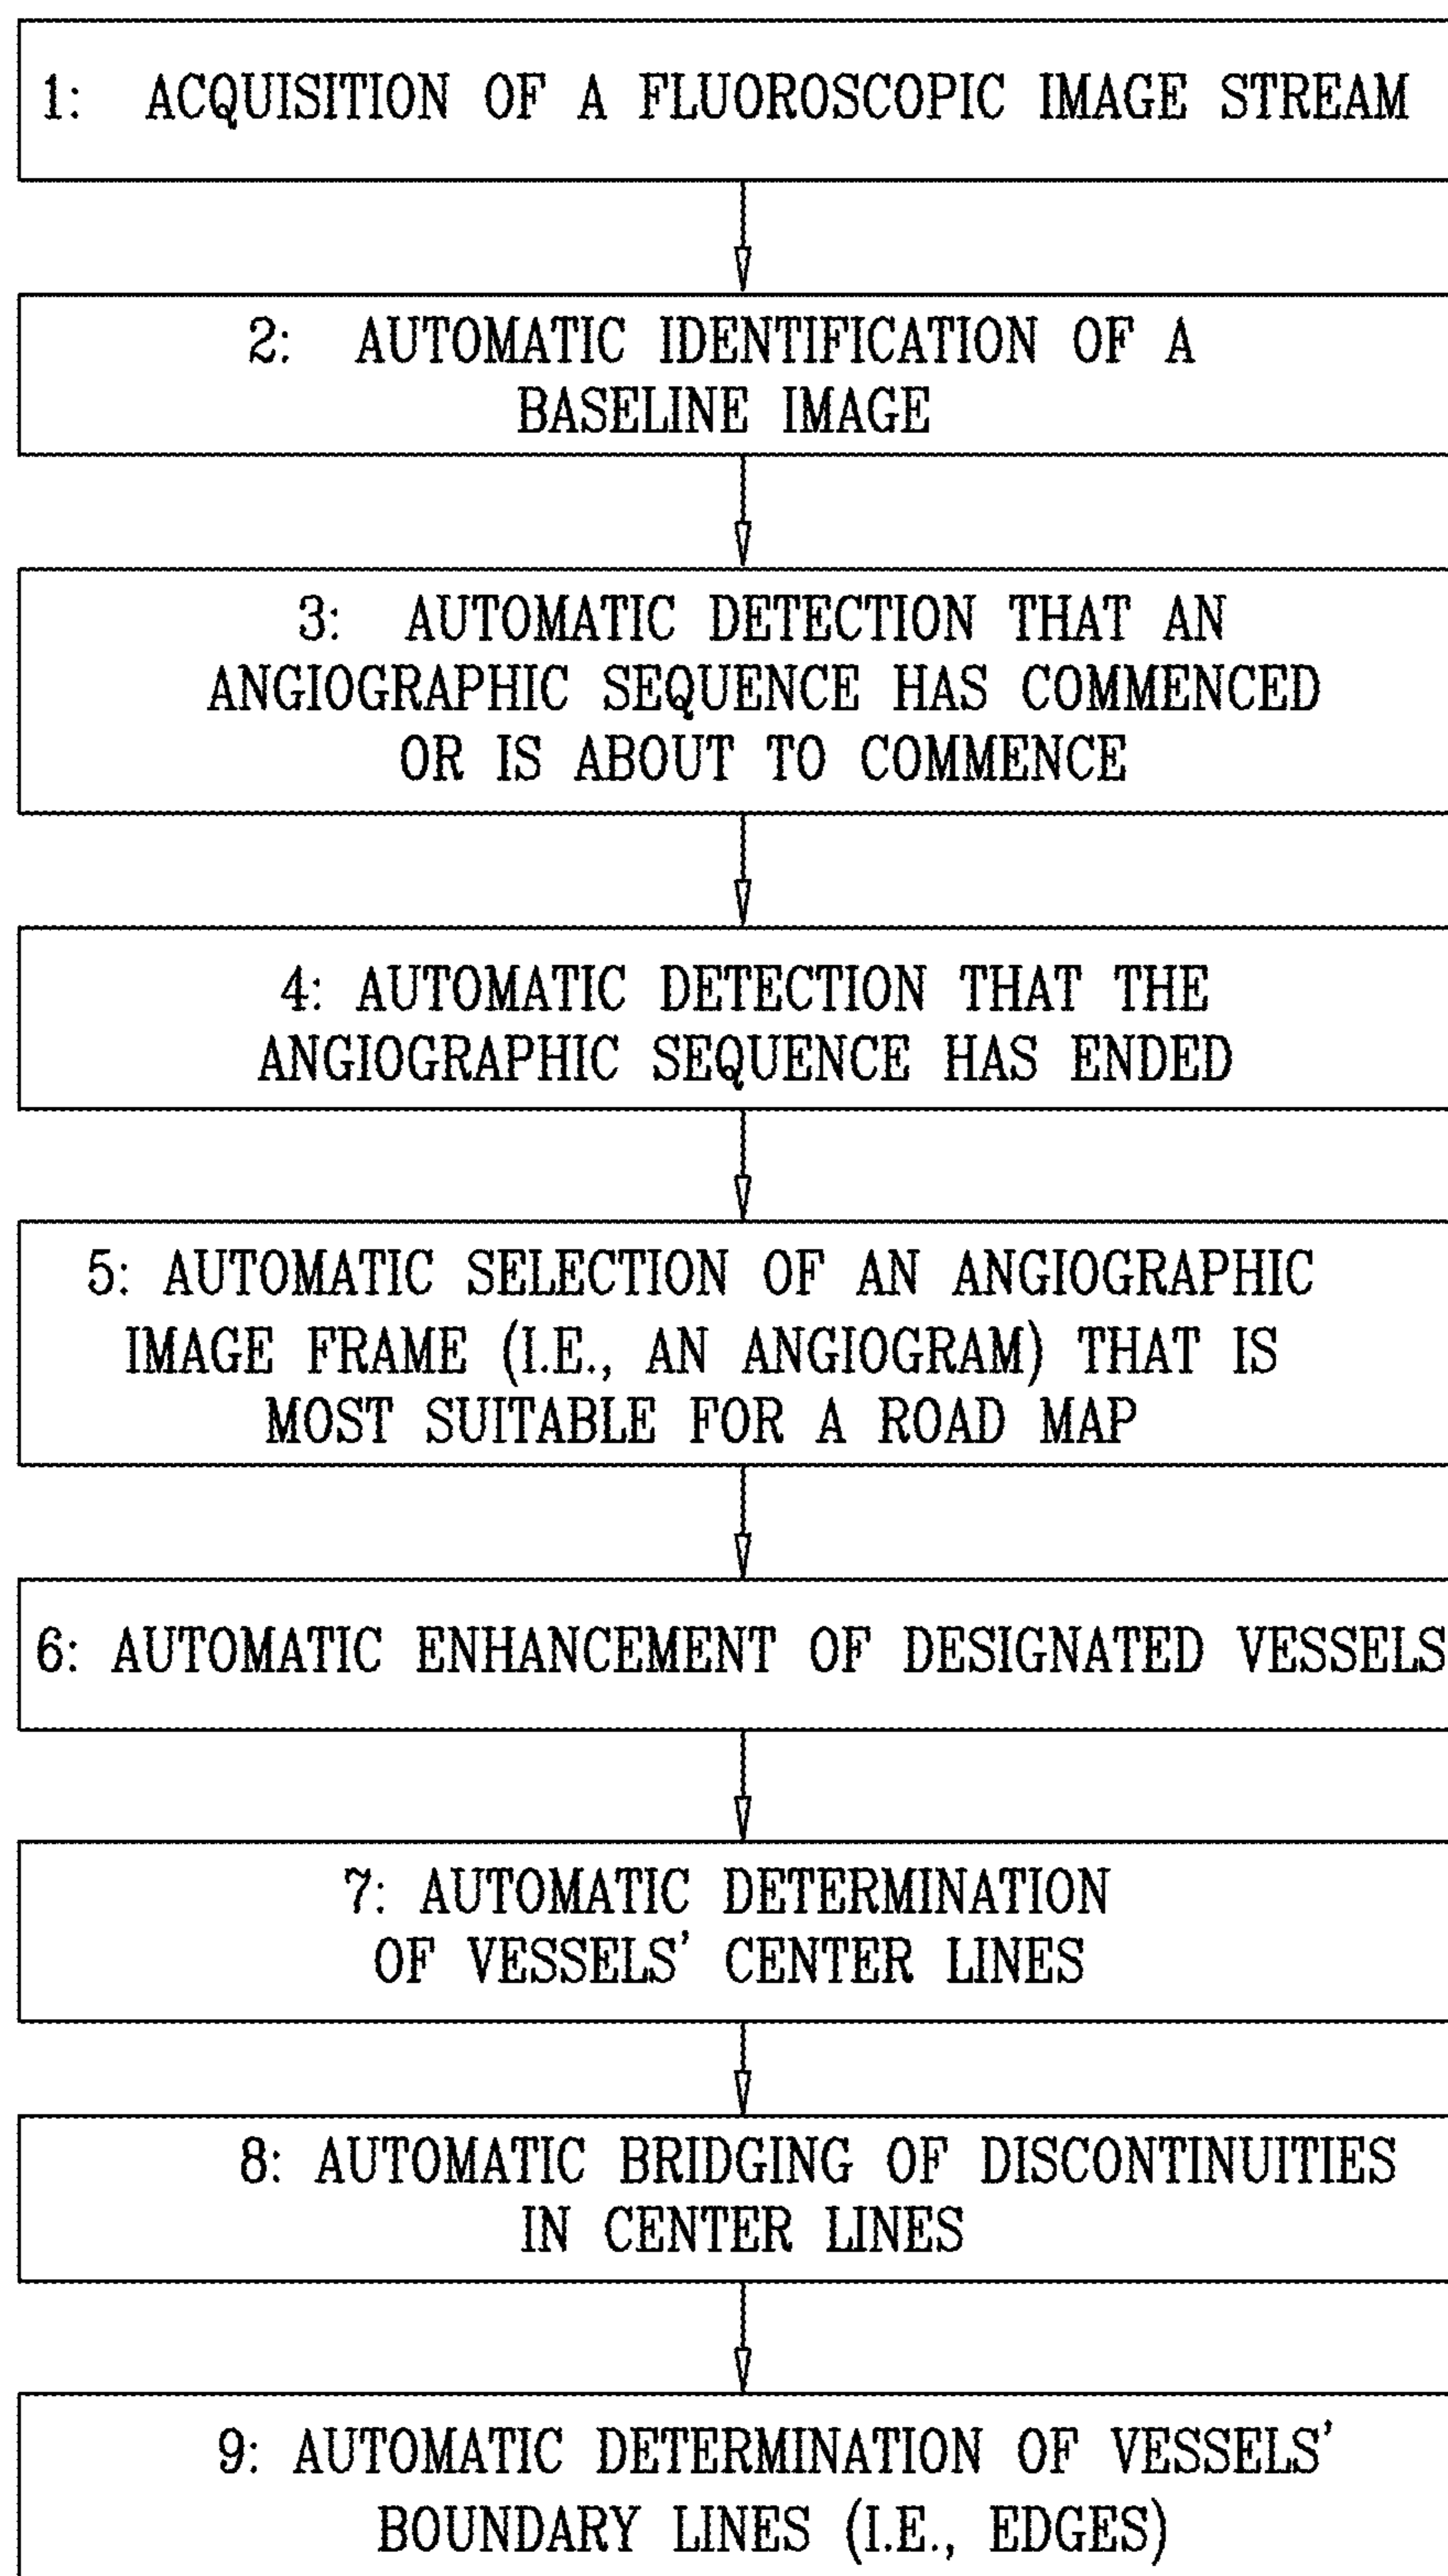 1: ACQUISITION OF A FLUOROSCOPIC IMAGE STREAM
2: AUTOMATIC IDENTIFICATION OF A
BASELINE IMAGE
3: AUTOMATIC DETECTION THAT AN
ANGIOGRAPHIC SEQUENCE HAS COMMENCED
OR IS ABOUT TO COMMENCE
4: AUTOMATIC DETECTION THAT THE
ANGIOGRAPHIC SEQUENCE HAS ENDED
5: AUTOMATIC SELECTION OF AN ANGIOGRAPHIC
IMAGE FRAME (I.E., AN ANGIOGRAM) THAT IS
MOST SUITABLE FOR A ROAD MAP
6: AUTOMATIC ENHANCEMENT OF DESIGNATED VESSELS
7: AUTOMATIC DETERMINATION
OF VESSELS' CENTER LINES
8: AUTOMATIC BRIDGING OF DISCONTINUITIES
IN CENTER LINES
9: AUTOMATIC DETERMINATION OF VESSELS'
BOUNDARY LINES (I.E., EDGES)